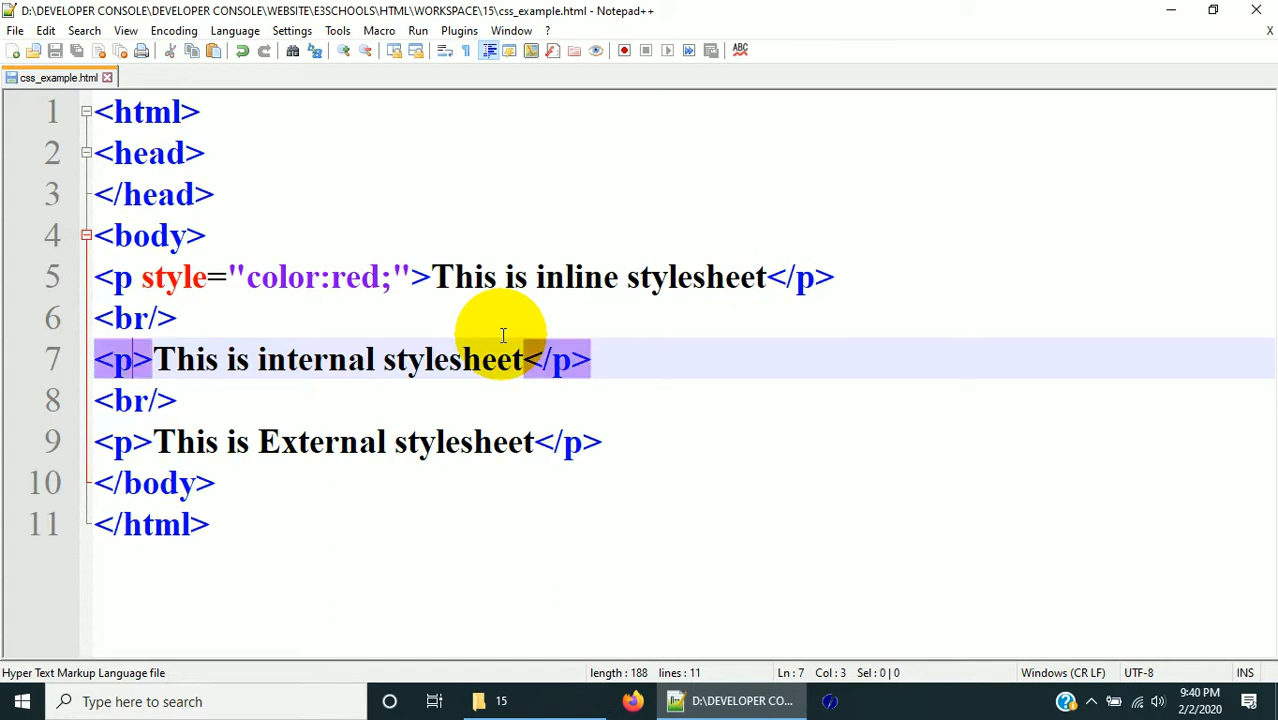 D:\DEVELOPER CONSOLE\DEVELOPER CONSOLE\WEBSITE\E3SCHOOLS\HTML\WORKSPACE\15\css_example.html - Notepad++
File Edit Search View Encoding Language Settings Tools Macro Run Plugins Window ? X
ABC
css_example.html
1 <html>
2 <head>
3 </head>
4 <body>
5 <p style="color:red;">This is inline stylesheet</p>
6 <br/>
7 <p>This is internal stylesheet</p>
8 <br/>
9 <p>This is External stylesheet</p>
10 </body>
11 </html>
Hyper Text Markup Language file length : 188 lines : 11 Ln : 7 Col : 3 Sel : 0 | 0 Windows (CR LF) UTF-8 INS
Type here to search 15 D:\DEVELOPER CO... 9:40 PM
2/2/2020